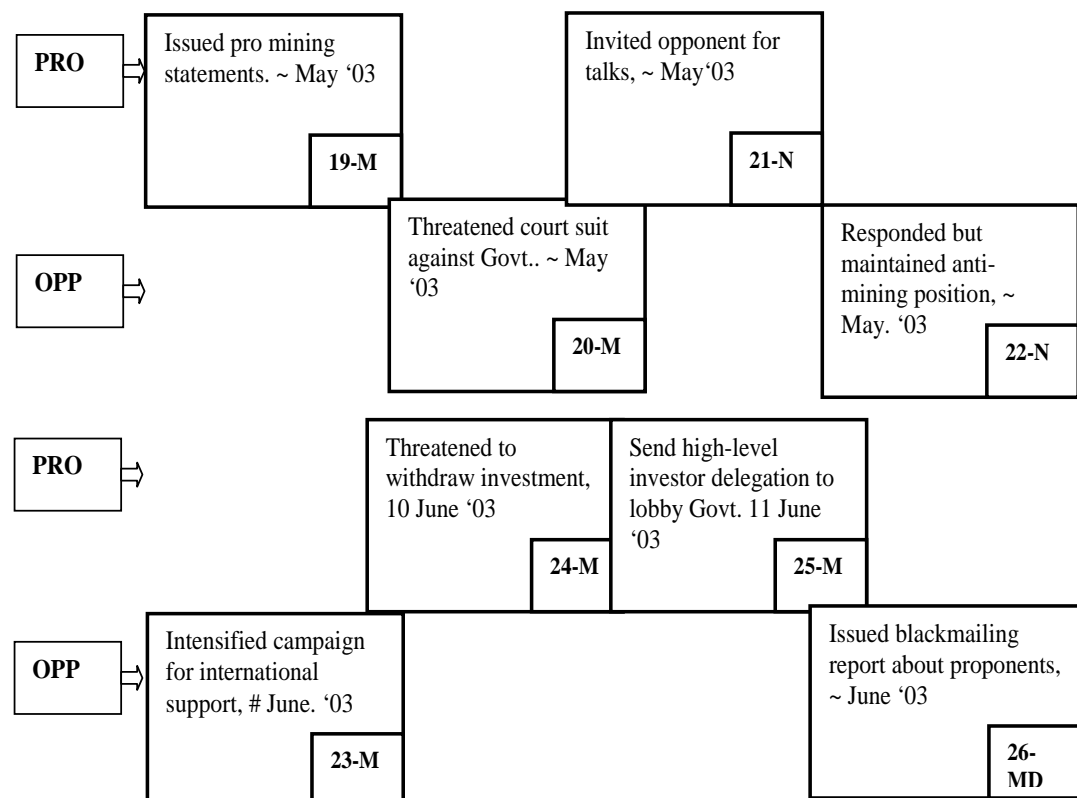 PRO
Issued pro mining
statements. ~ May ‘03
19-M
Invited opponent for
talks, ~ May‘03
21-N
OPP
Threatened court suit
against Govt.. ~ May
‘03
20-M
Responded but
maintained anti-
mining position, ~
May. ‘03
22-N
PRO
Threatened to
withdraw investment,
10 June ‘03
24-M
Send high-level
investor delegation to
lobby Govt. 11 June
‘03
25-M
OPP
Intensified campaign
for international
support, # June. ‘03
23-M
Issued blackmailing
report about proponents,
~ June ‘03
26-
MD